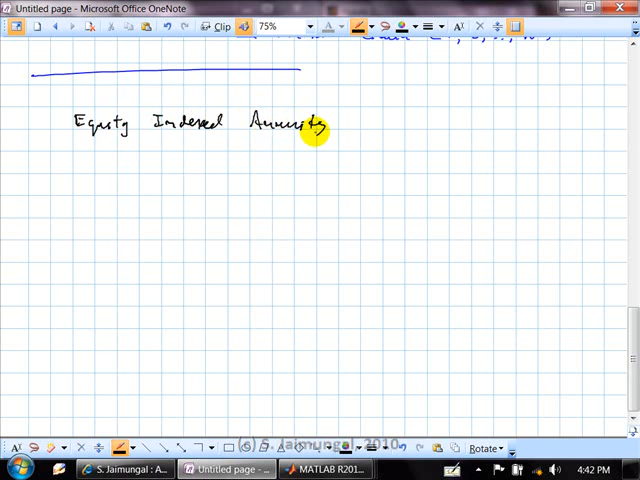 Untitled page - Microsoft Office OneNote
Clip 75%
Equity Indexed Annuity
(c) S. Jaimungal, 2010
Rotate
S. Jaimungal : A... Untitled page - ... MATLAB R201... 4:42 PM